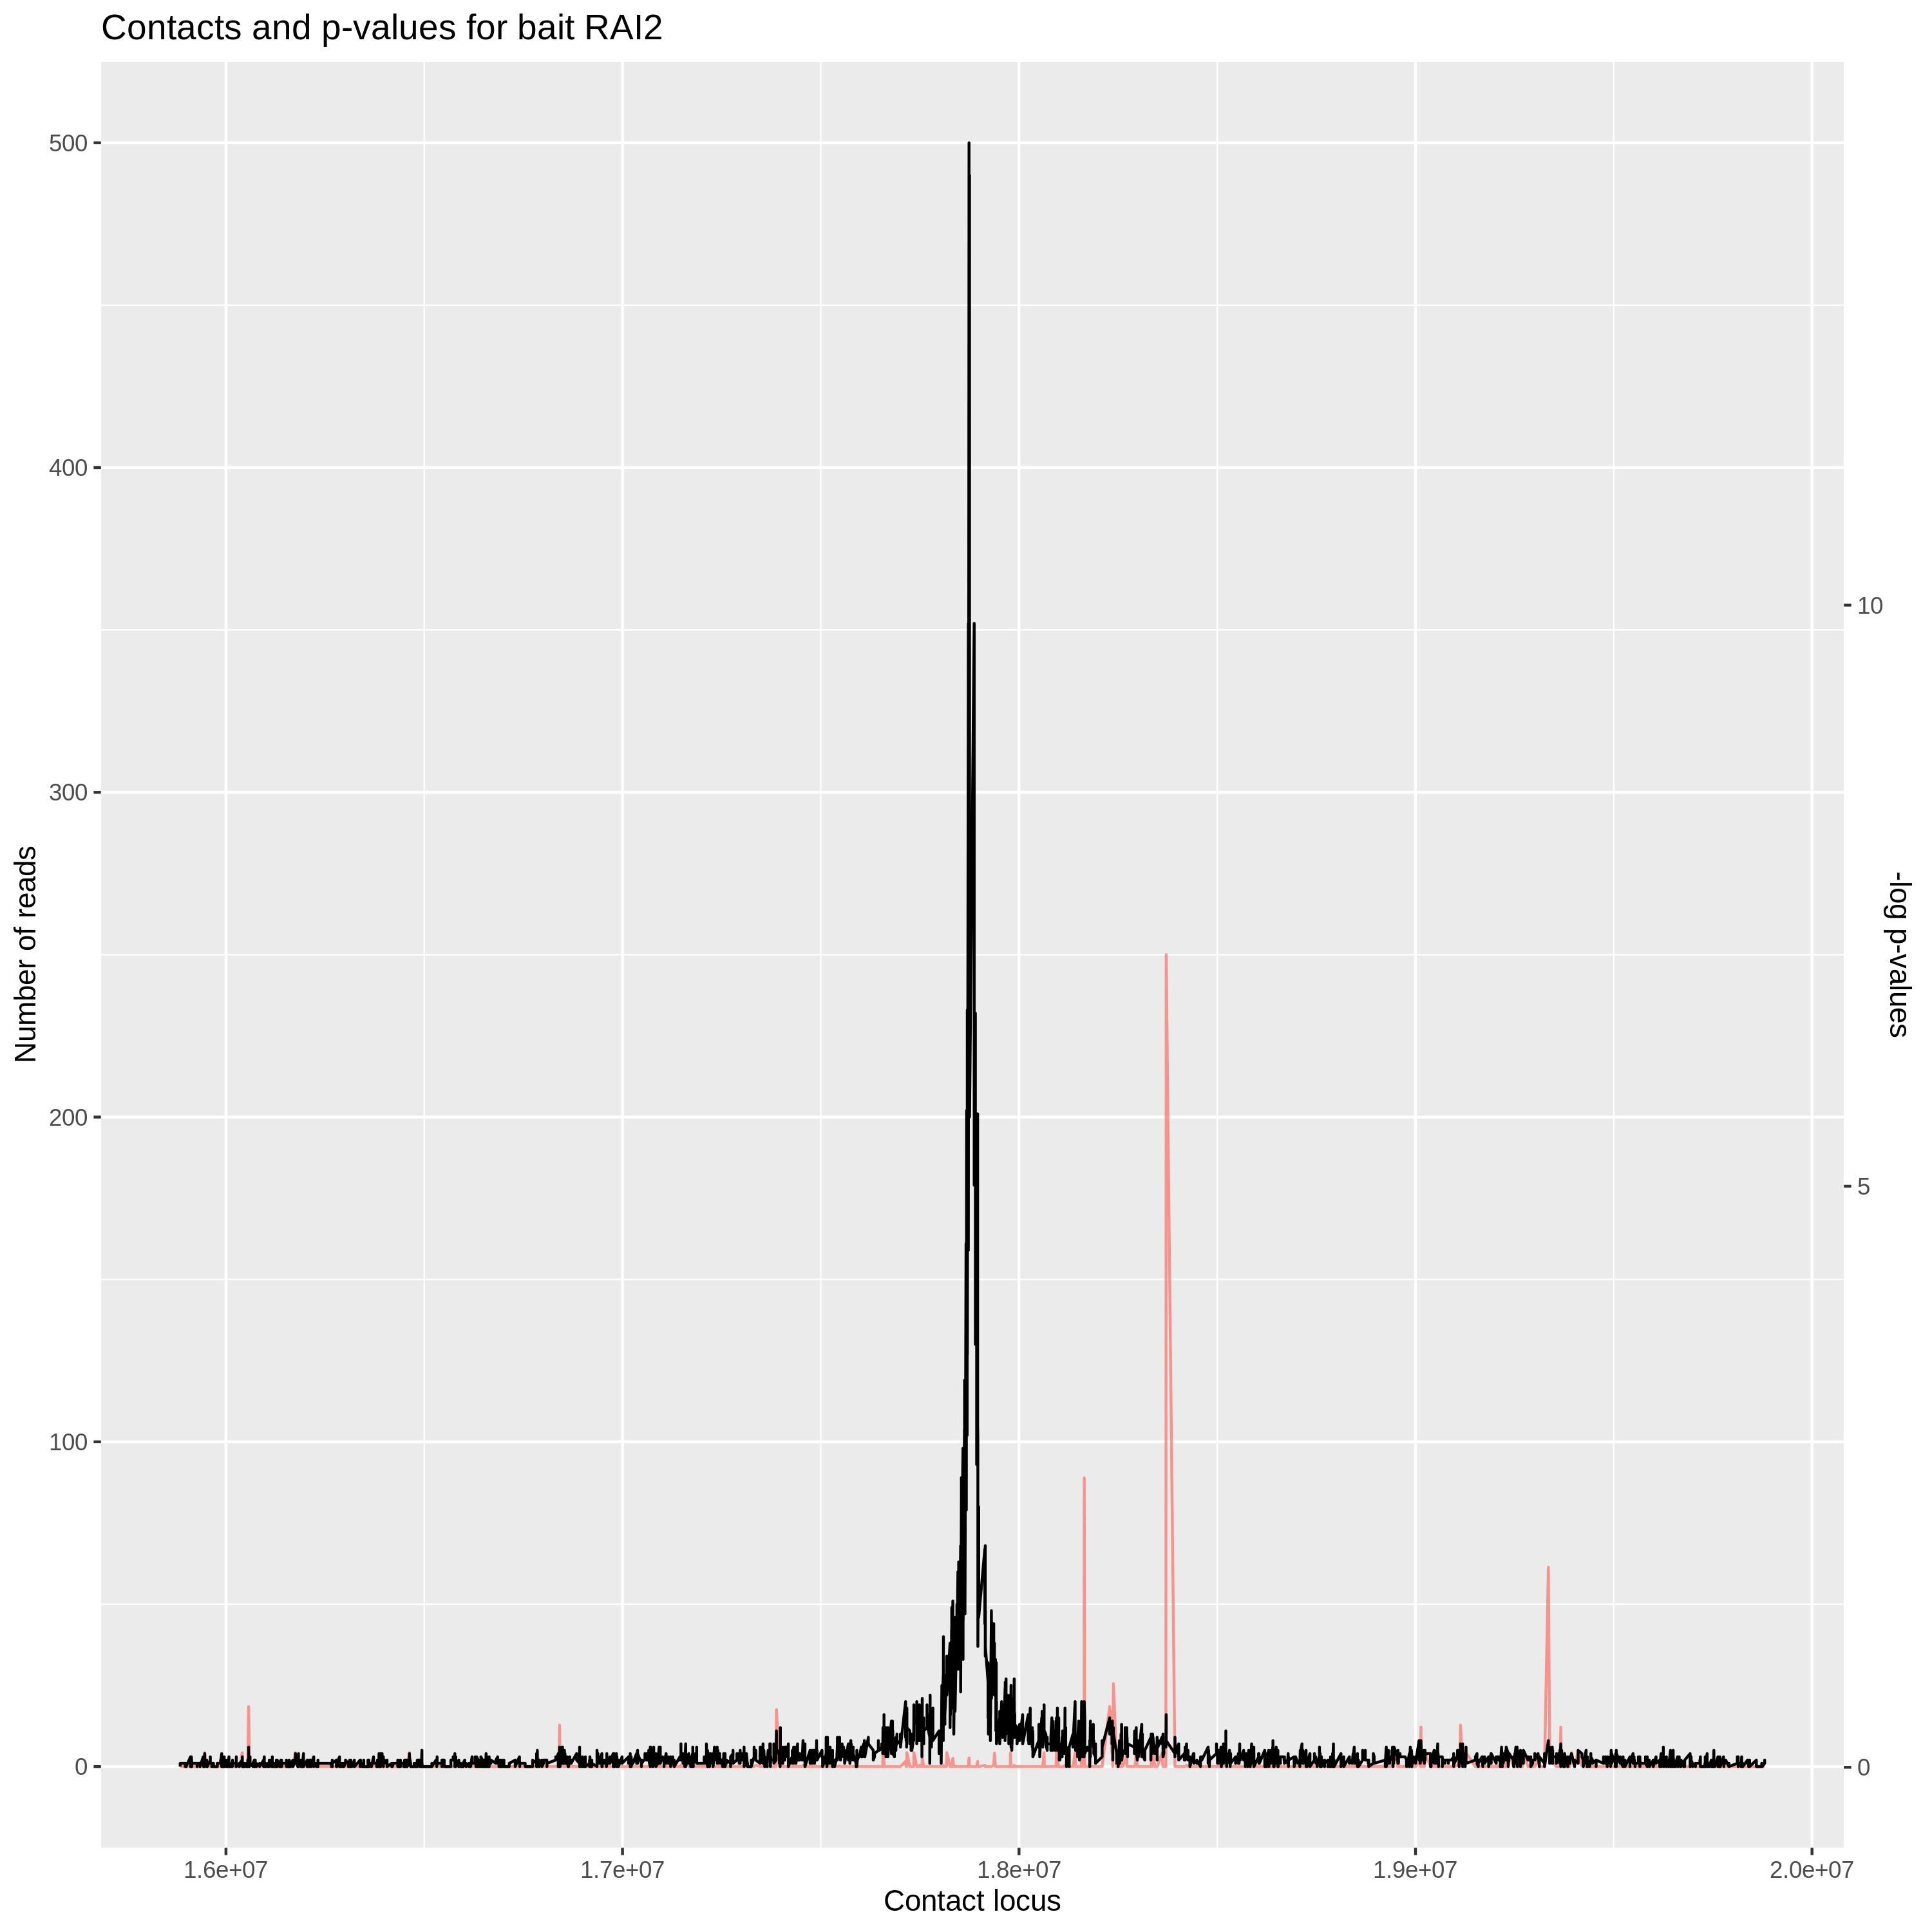 Contacts and p-values for bait RAI2
500
400
300
200
100
0
Number of reads
10
5
0
-log p-values
1.6e+07
1.7e+07
1.8e+07
1.9e+07
2.0e+07
Contact locus